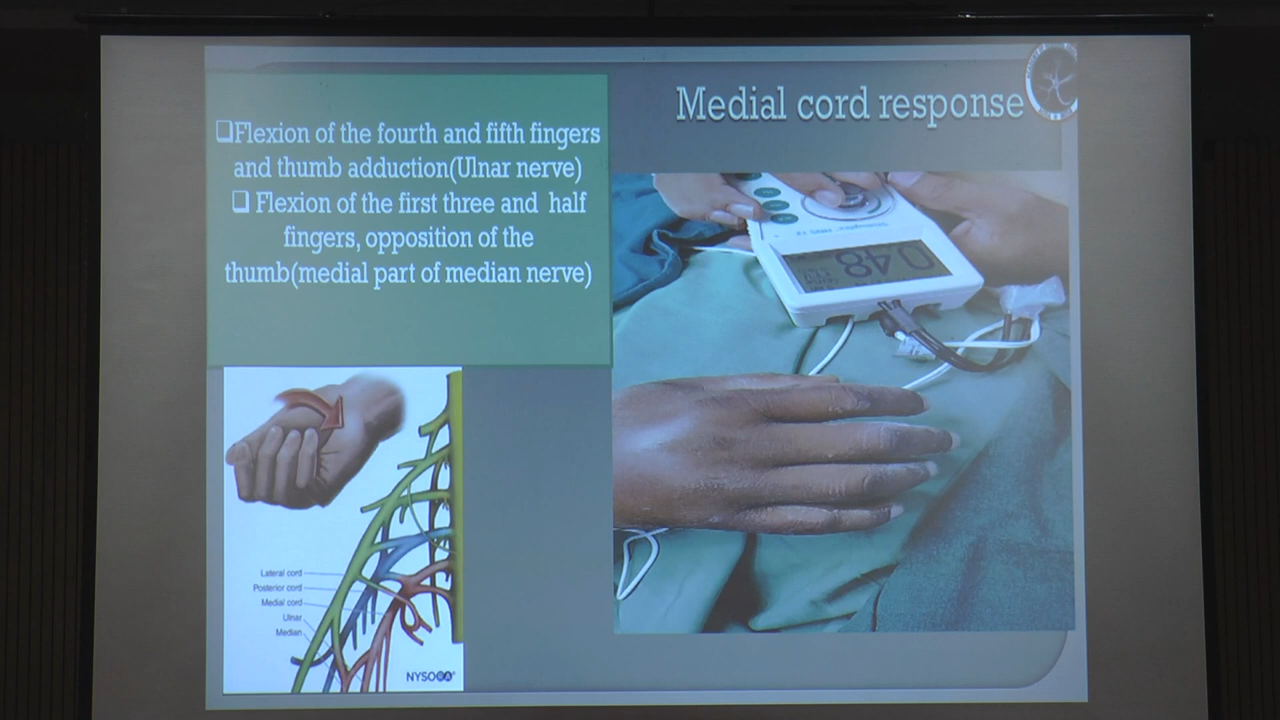 Medial cord response
❑Flexion of the fourth and fifth fingers
and thumb adduction(Ulnar nerve)
❑ Flexion of the first three and half
fingers, opposition of the
thumb(medial part of median nerve)
0.48
Lateral cord
Posterior cord
Medial cord
Ulnar
Median
NYSORA